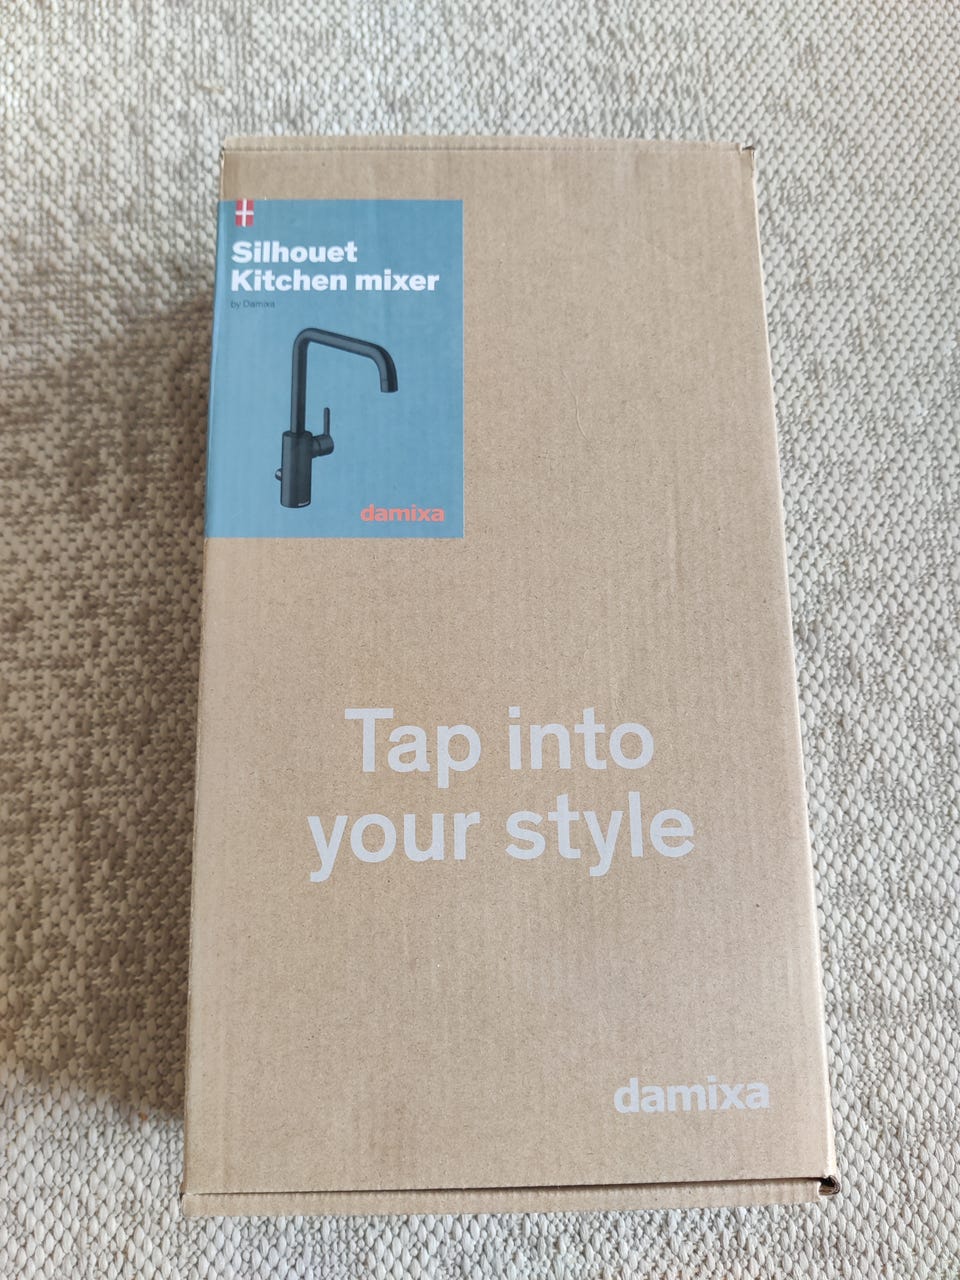 Silhouet
Kitchen mixer
by Damixa
damixa
Tap into
your style
damixa